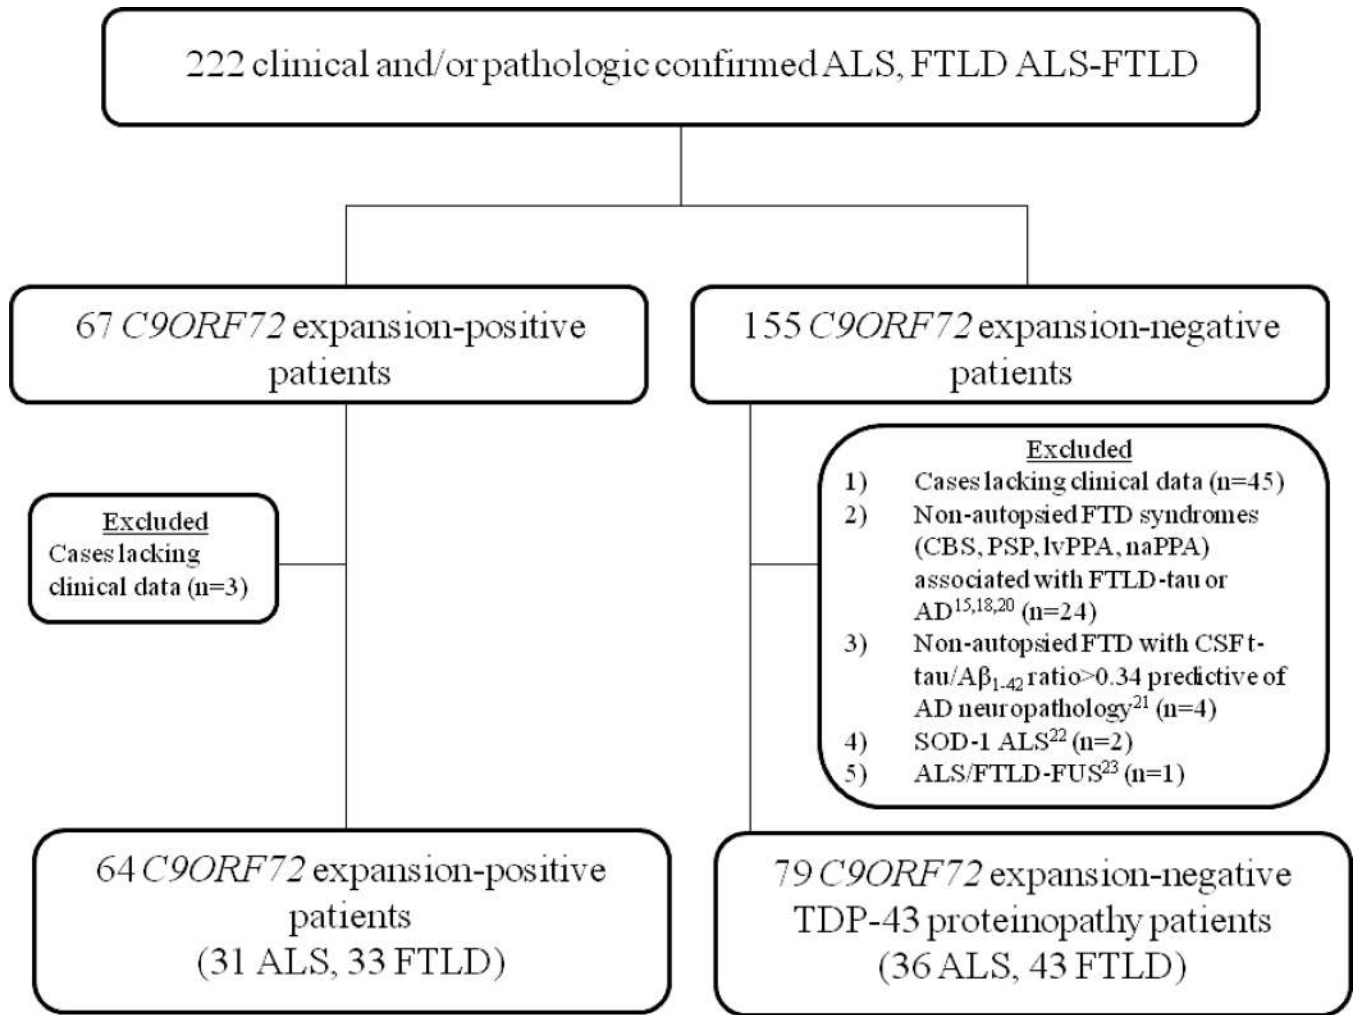 222 clinical and/or pathologic confirmed ALS, FTLD ALS-FTLD
67 C9ORF72 expansion-positive
patients
155 C9ORF72 expansion-negative
patients
Excluded
Cases lacking
clinical data (n=3)
Excluded
1) Cases lacking clinical data (n=45)
2) Non-autopsied FTD syndromes
(CBS, PSP, lvPPA, naPPA)
associated with FTLD-tau or
AD15,18,20 (n=24)
3) Non-autopsied FTD with CSF t-
tau/Aβ1-42 ratio>0.34 predictive of
AD neuropathology21 (n=4)
4) SOD-1 ALS22 (n=2)
5) ALS/FTLD-FUS23 (n=1)
64 C9ORF72 expansion-positive
patients
(31 ALS, 33 FTLD)
79 C9ORF72 expansion-negative
TDP-43 proteinopathy patients
(36 ALS, 43 FTLD)